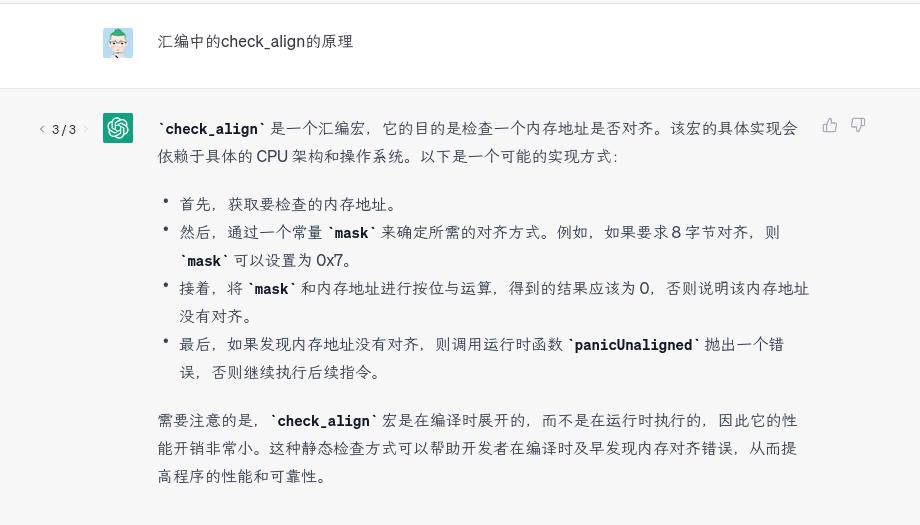 汇编中的check_align的原理
< 3 / 3 >
`check_align` 是一个汇编宏，它的目的是检查一个内存地址是否对齐。该宏的具体实现会
依赖于具体的 CPU 架构和操作系统。以下是一个可能的实现方式：
• 首先，获取要检查的内存地址。
• 然后，通过一个常量 `mask` 来确定所需的对齐方式。例如，如果要求 8 字节对齐，则
`mask` 可以设置为 0x7。
• 接着，将 `mask` 和内存地址进行按位与运算，得到的结果应该为 0，否则说明该内存地址
没有对齐。
• 最后，如果发现内存地址没有对齐，则调用运行时函数 `panicUnaligned` 抛出一个错
误，否则继续执行后续指令。
需要注意的是，`check_align` 宏是在编译时展开的，而不是在运行时执行的，因此它的性
能开销非常小。这种静态检查方式可以帮助开发者在编译时及早发现内存对齐错误，从而提
高程序的性能和可靠性。